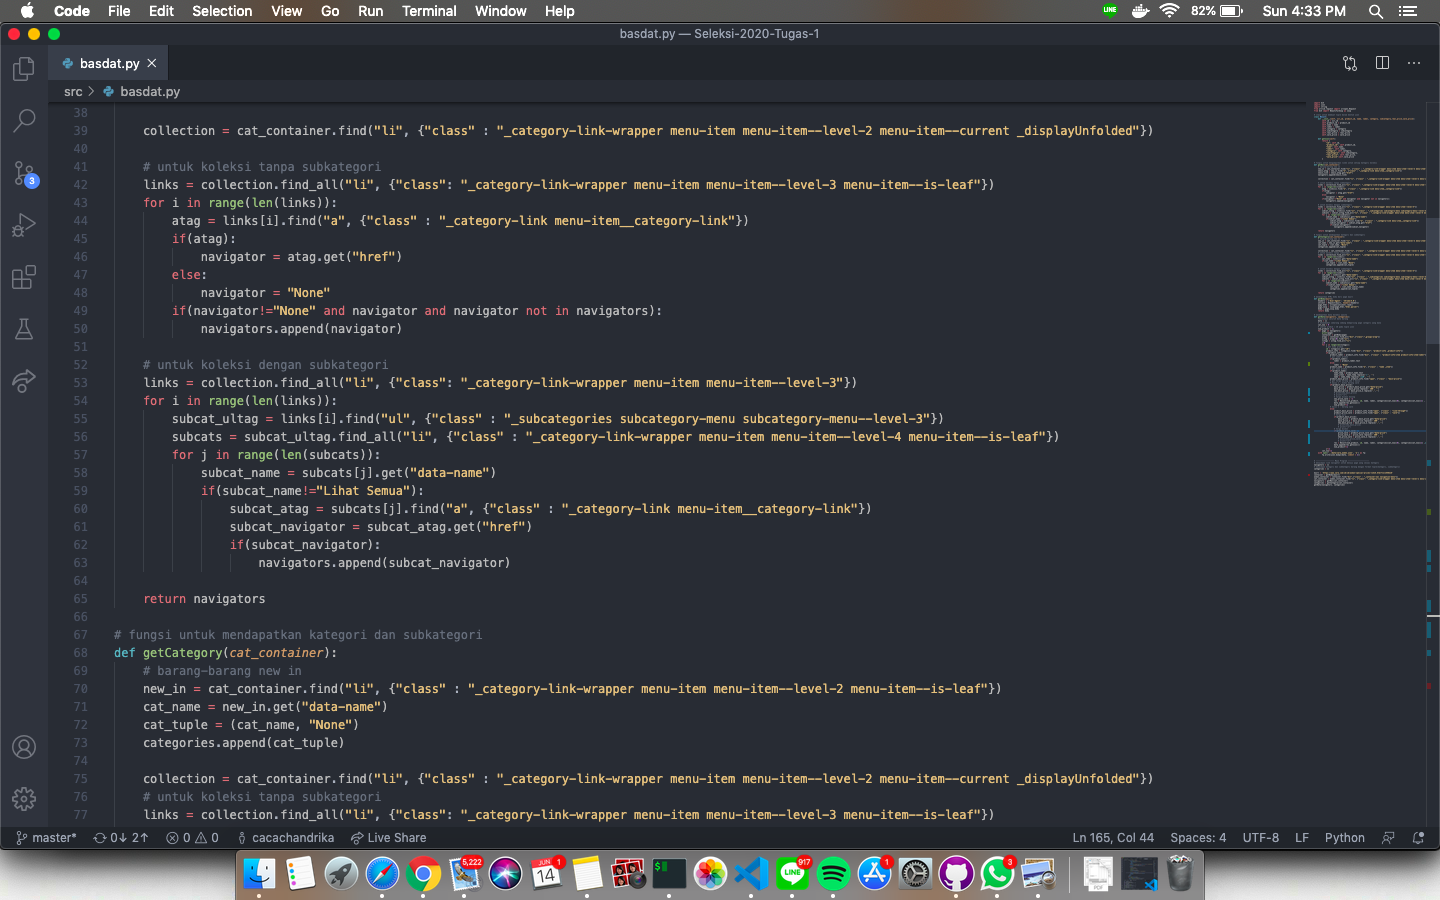 Code File Edit Selection View Go Run Terminal Window Help LINE 82% Sun 4:33 PM
basdat.py — Seleksi-2020-Tugas-1
basdat.py
src > basdat.py
38
39 collection = cat_container.find("li", {"class" : "_category-link-wrapper menu-item menu-item--level-2 menu-item--current _displayUnfolded"})
40
41 # untuk koleksi tanpa subkategori
42 links = collection.find_all("li", {"class": "_category-link-wrapper menu-item menu-item--level-3 menu-item--is-leaf"})
43 for i in range(len(links)):
44 atag = links[i].find("a", {"class" : "_category-link menu-item__category-link"})
45 if(atag):
46 navigator = atag.get("href")
47 else:
48 navigator = "None"
49 if(navigator!="None" and navigator and navigator not in navigators):
50 navigators.append(navigator)
51
52 # untuk koleksi dengan subkategori
53 links = collection.find_all("li", {"class": "_category-link-wrapper menu-item menu-item--level-3"})
54 for i in range(len(links)):
55 subcat_ultag = links[i].find("ul", {"class" : "_subcategories subcategory-menu subcategory-menu--level-3"})
56 subcats = subcat_ultag.find_all("li", {"class" : "_category-link-wrapper menu-item menu-item--level-4 menu-item--is-leaf"})
57 for j in range(len(subcats)):
58 subcat_name = subcats[j].get("data-name")
59 if(subcat_name!="Lihat Semua"):
60 subcat_atag = subcats[j].find("a", {"class" : "_category-link menu-item__category-link"})
61 subcat_navigator = subcat_atag.get("href")
62 if(subcat_navigator):
63 navigators.append(subcat_navigator)
64
65 return navigators
66
67 # fungsi untuk mendapatkan kategori dan subkategori
68 def getCategory(cat_container):
69 # barang-barang new in
70 new_in = cat_container.find("li", {"class" : "_category-link-wrapper menu-item menu-item--level-2 menu-item--is-leaf"})
71 cat_name = new_in.get("data-name")
72 cat_tuple = (cat_name, "None")
73 categories.append(cat_tuple)
74
75 collection = cat_container.find("li", {"class" : "_category-link-wrapper menu-item menu-item--level-2 menu-item--current _displayUnfolded"})
76 # untuk koleksi tanpa subkategori
77 links = collection.find_all("li", {"class": "_category-link-wrapper menu-item menu-item--level-3 menu-item--is-leaf"})
3
master* 0↓ 2↑ 0 0 cacachandrika Live Share Ln 165, Col 44 Spaces: 4 UTF-8 LF Python
5,222 JUN 14 1 $ LINE 917 1 3 PDF